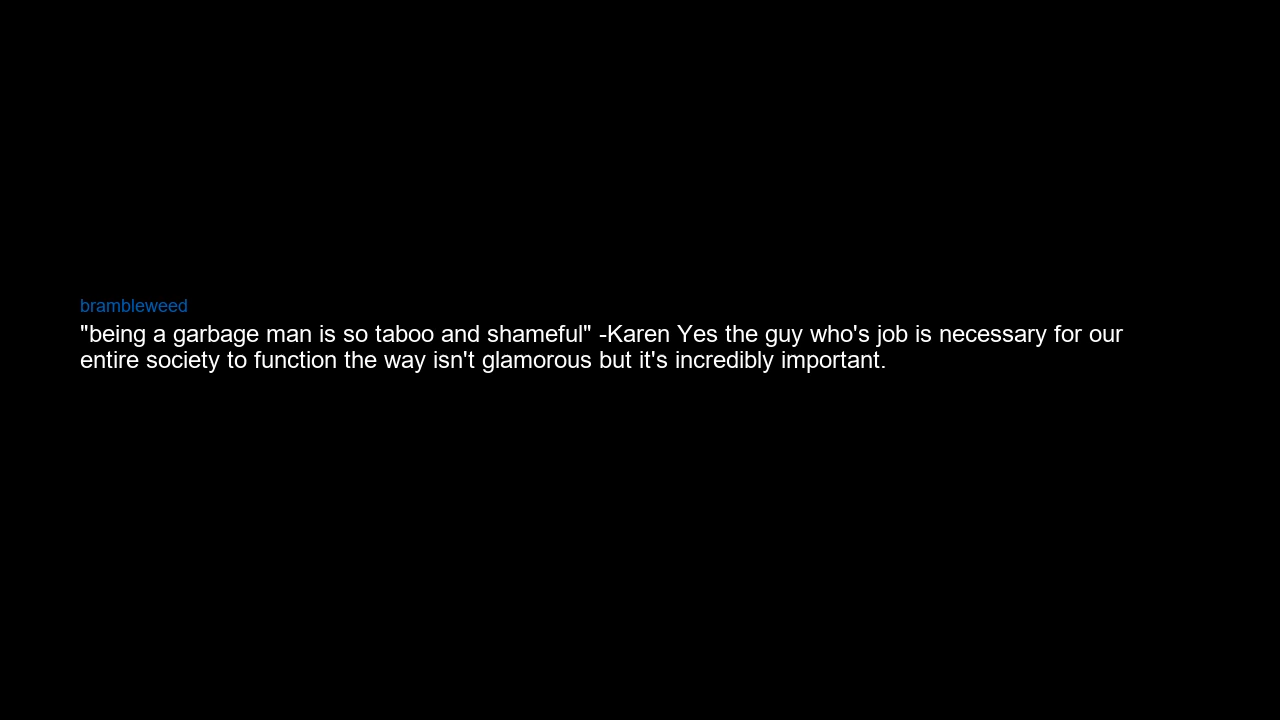 brambleweed
"being a garbage man is so taboo and shameful" -Karen Yes the guy who's job is necessary for our
entire society to function the way isn't glamorous but it's incredibly important.